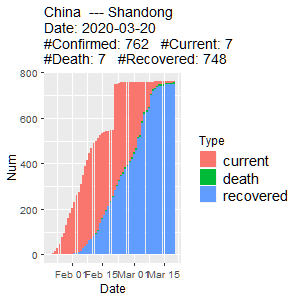 China --- Shandong
Date: 2020-03-20
#Confirmed: 762 #Current: 7
#Death: 7 #Recovered: 748
800
600
400
200
0
Num
Feb 01 Feb 15 Mar 01 Mar 15
Date
Type
current
death
recovered